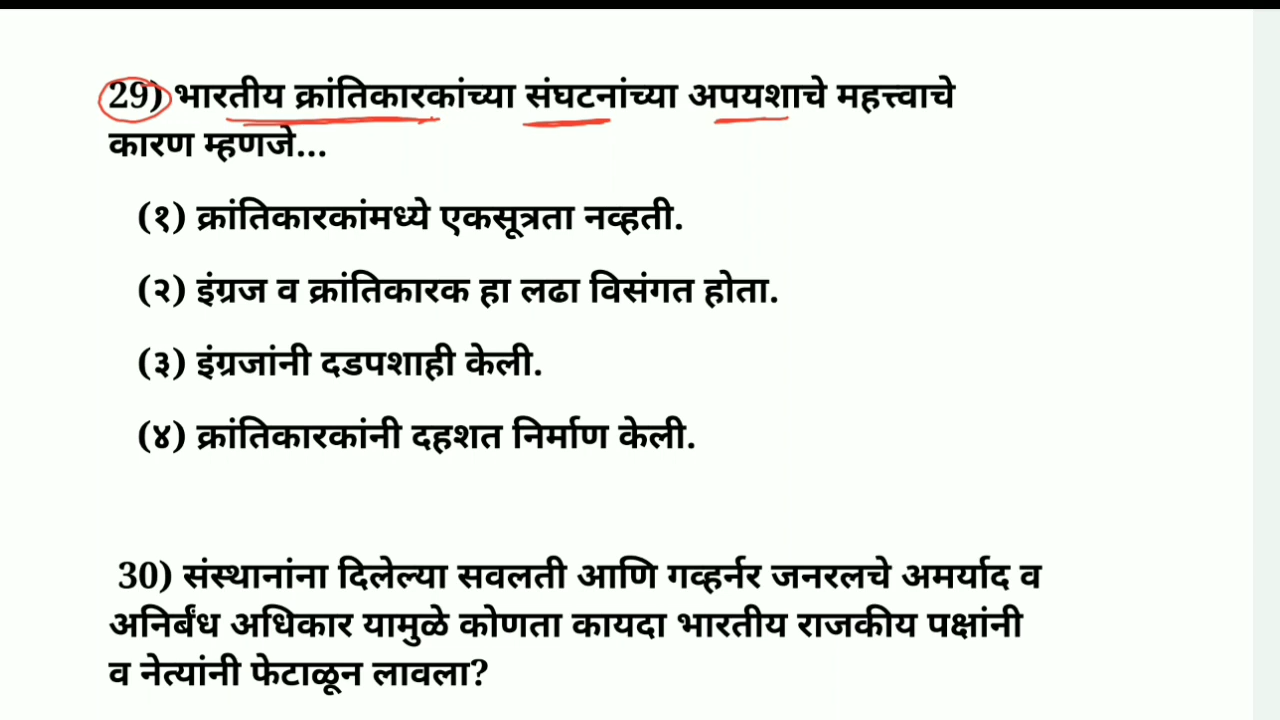 29) भारतीय क्रांतिकारकांच्या संघटनांच्या अपयशाचे महत्त्वाचे
कारण म्हणजे...
(१) क्रांतिकारकांमध्ये एकसूत्रता नव्हती.
(२) इंग्रज व क्रांतिकारक हा लढा विसंगत होता.
(३) इंग्रजांनी दडपशाही केली.
(४) क्रांतिकारकांनी दहशत निर्माण केली.
30) संस्थानांना दिलेल्या सवलती आणि गव्हर्नर जनरलचे अमर्याद व
अनिर्बंध अधिकार यामुळे कोणता कायदा भारतीय राजकीय पक्षांनी
व नेत्यांनी फेटाळून लावला?